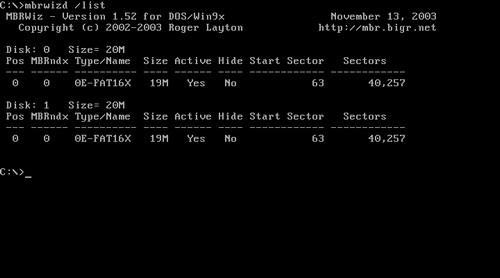 C:\>mbrwizd /list
MBRWiz - Version 1.52 for DOS/Win9x November 13, 2003
Copyright (c) 2002-2003 Roger Layton http://mbr.bigr.net
Disk: 0 Size= 20M
Pos MBRndx Type/Name Size Active Hide Start Sector Sectors
--- ------ ---------- ---- ------ ---- ------------ ------------
0 0 0E-FAT16X 19M Yes No 63 40,257
Disk: 1 Size= 20M
Pos MBRndx Type/Name Size Active Hide Start Sector Sectors
--- ------ ---------- ---- ------ ---- ------------ ------------
0 0 0E-FAT16X 19M Yes No 63 40,257
C:\>_